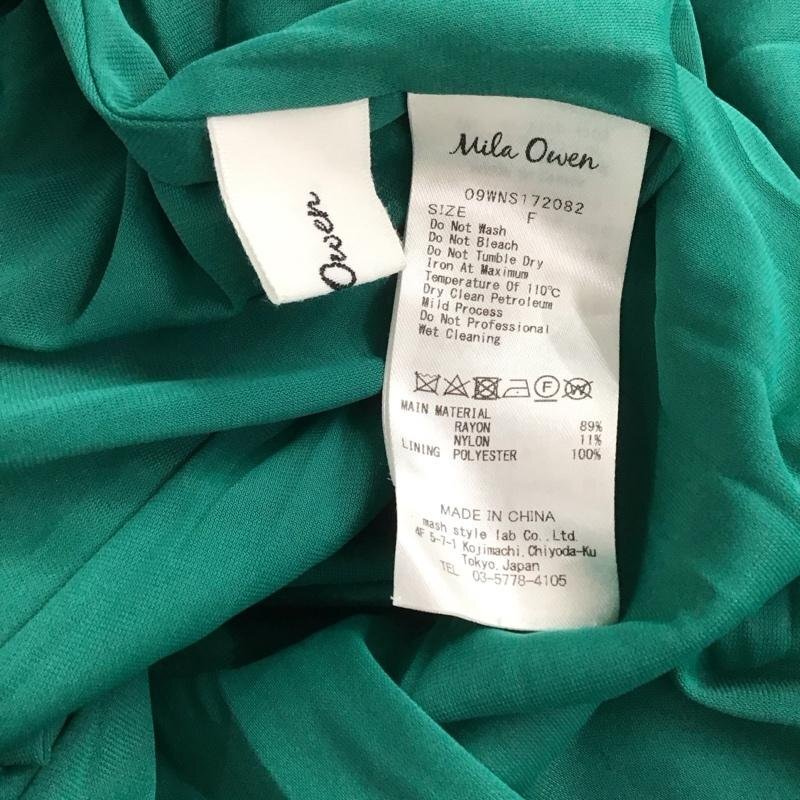 Owen
Mila Owen
09WNS172082
SIZE F
Do Not Wash
Do Not Bleach
Do Not Tumble Dry
Iron At Maximum
Temperature Of 110℃
Dry Clean Petroleum
Mild Process
Do Not Professional
Wet Cleaning
F W
MAIN MATERIAL
RAYON 89%
NYLON 11%
LINING POLYESTER 100%
MADE IN CHINA
mash style lab Co.,Ltd.
4F 5-7-1 Kojimachi,Chiyoda-Ku
Tokyo,Japan
TEL 03-5778-4105